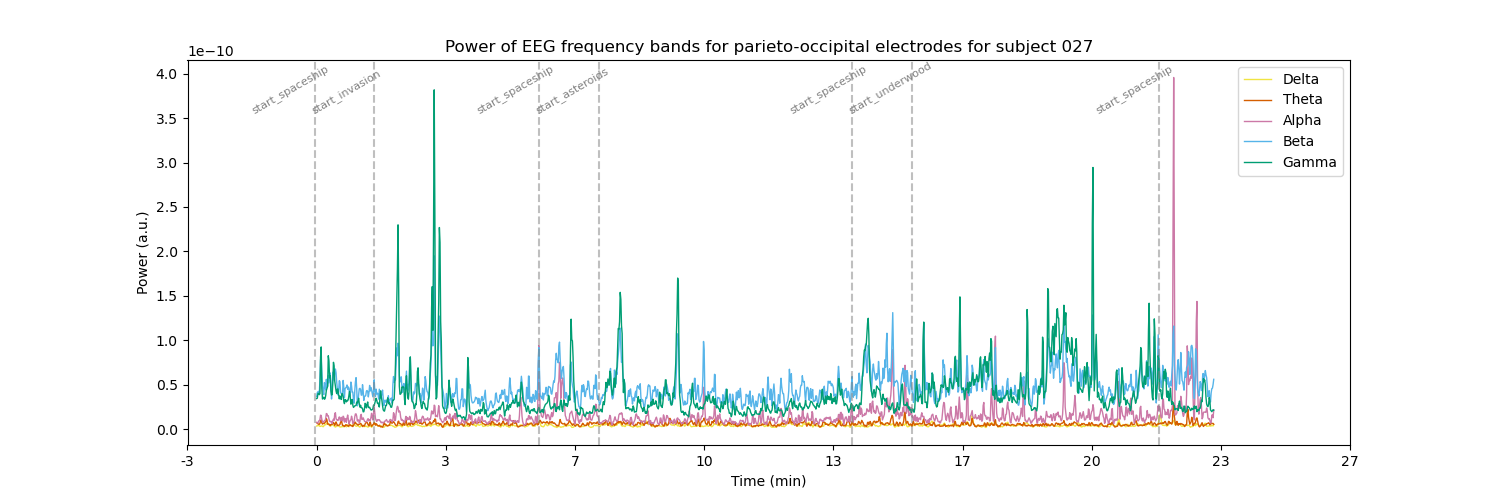 Power of EEG frequency bands for parieto-occipital electrodes for subject 027
1e−10
4.0
3.5
3.0
2.5
2.0
1.5
1.0
0.5
0.0
Power (a.u.)
start_spaceship
start_invasion
start_spaceship
start_asteroids
start_spaceship
start_underwood
start_spaceship
Delta
Theta
Alpha
Beta
Gamma
-3 0 3 7 10 13 17 20 23 27
Time (min)